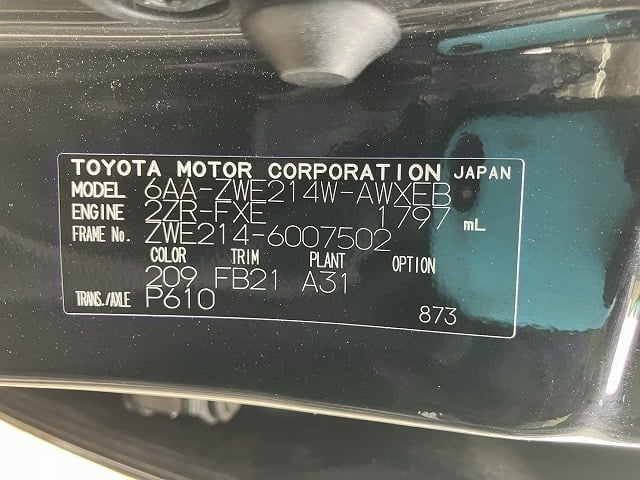 TOYOTA MOTOR CORPORATION JAPAN
MODEL 6AA-ZWE214W-AWXEB
ENGINE 2ZR-FXE 1797 mL
FRAME No. ZWE214-6007502
COLOR TRIM PLANT OPTION
209 FB21 A31
TRANS./AXLE P610
873